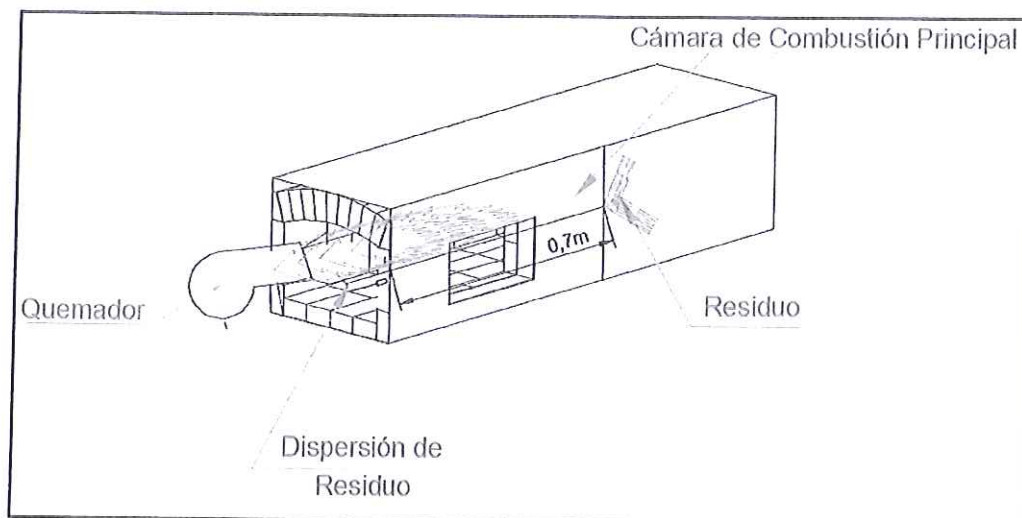 Cámara de Combustión Principal
0,7m
Quemador
Residuo
Dispersión de
Residuo